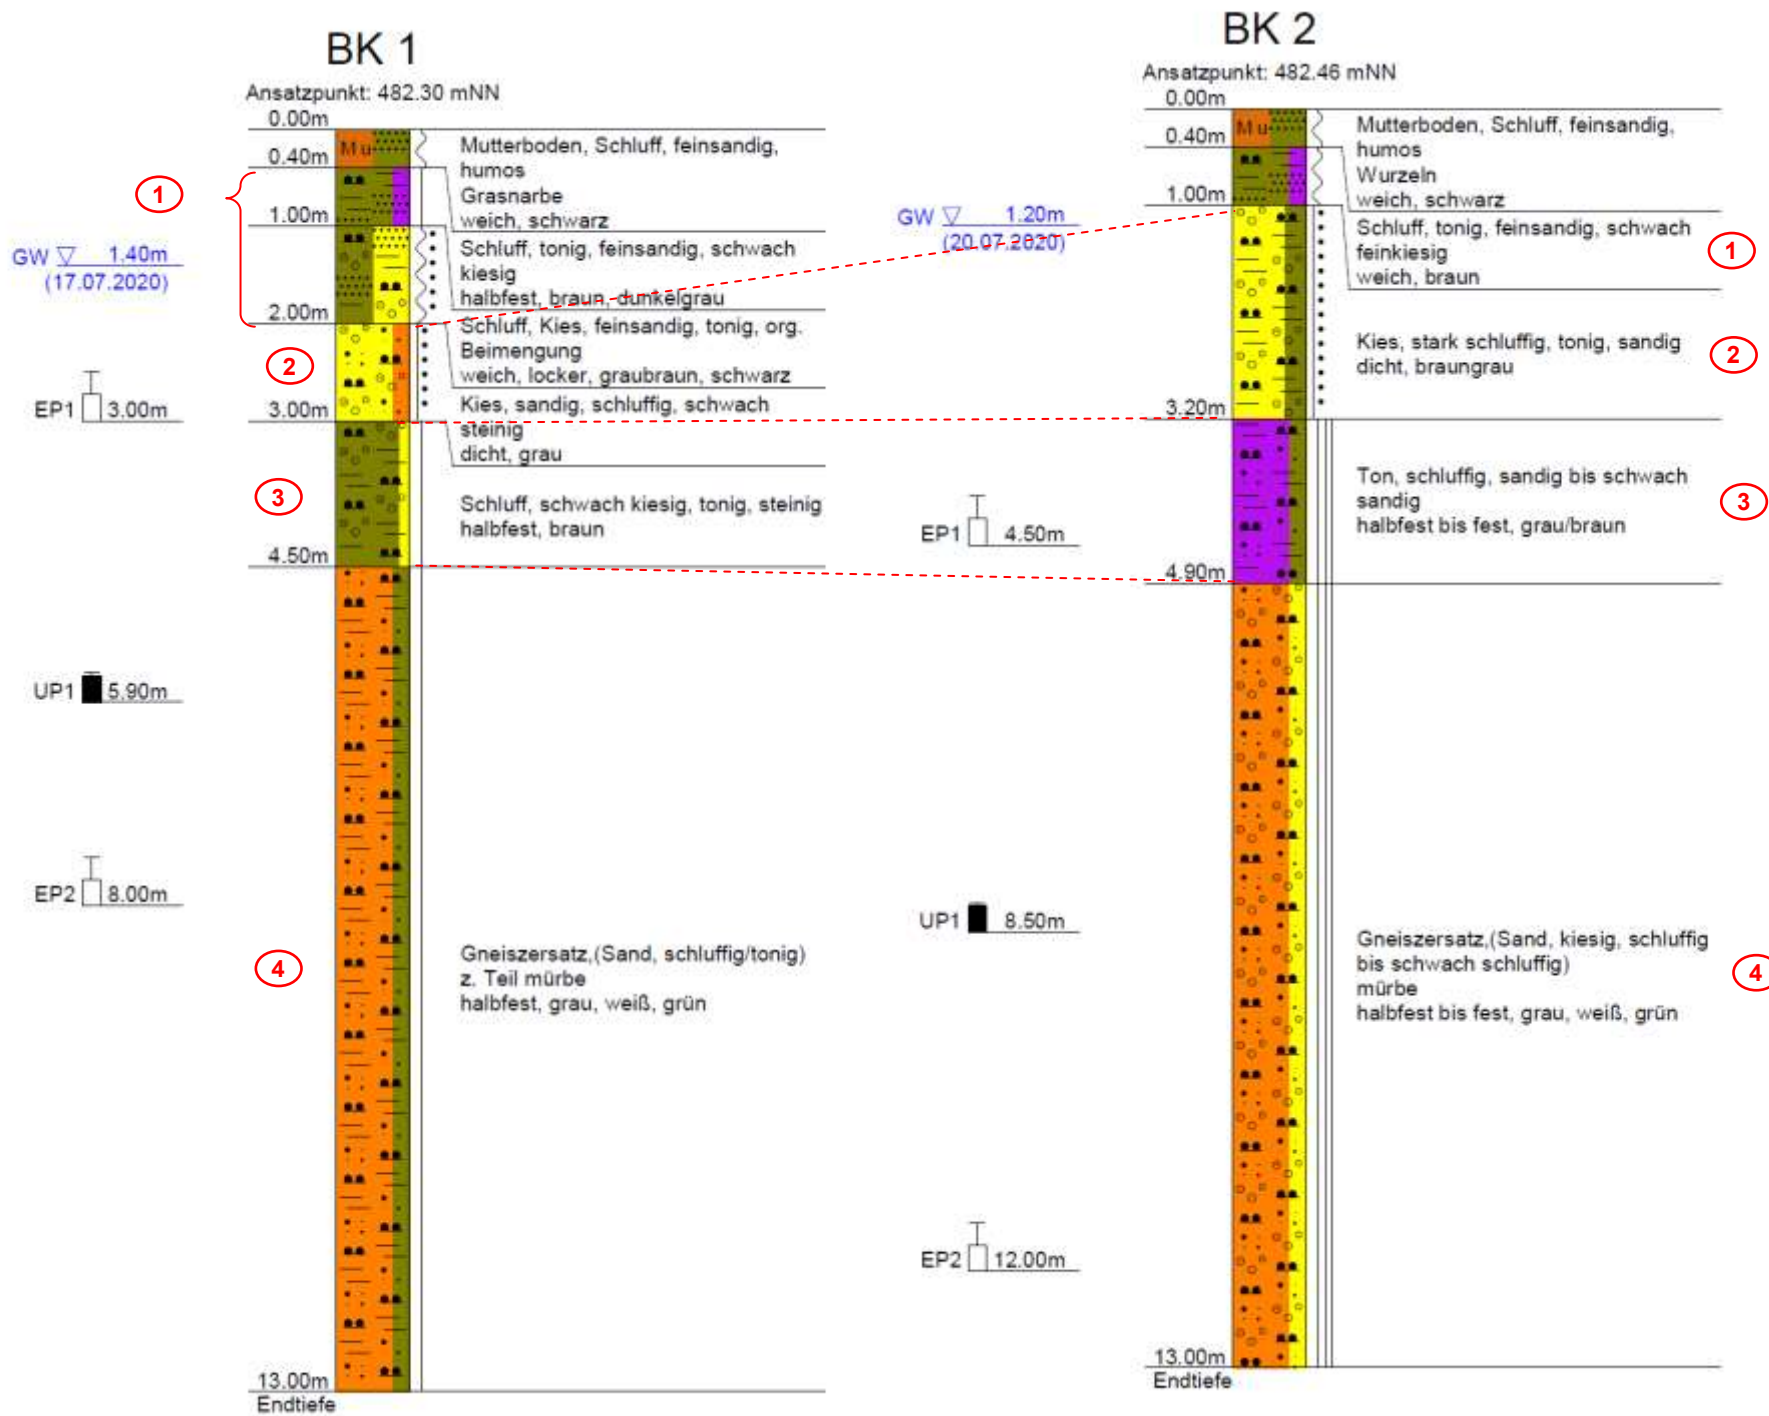 BK 1
Ansatzpunkt: 482.30 mNN
0.00m
Mu
0.40m
1.00m
2.00m
3.00m
4.50m
13.00m
Endtiefe
1
2
3
4
GW 1.40m
(17.07.2020)
EP1 3.00m
UP1 5.90m
EP2 8.00m
Mutterboden, Schluff, feinsandig,
humos
Grasnarbe
weich, schwarz
Schluff, tonig, feinsandig, schwach
kiesig
halbfest, braun, dunkelgrau
Schluff, Kies, feinsandig, tonig, org.
Beimengung
weich, locker, graubraun, schwarz
Kies, sandig, schluffig, schwach
steinig
dicht, grau
Schluff, schwach kiesig, tonig, steinig
halbfest, braun
Gneiszersatz,(Sand, schluffig/tonig)
z. Teil mürbe
halbfest, grau, weiß, grün
BK 2
Ansatzpunkt: 482.46 mNN
0.00m
Mu
0.40m
1.00m
3.20m
4.90m
13.00m
Endtiefe
GW 1.20m
(20.07.2020)
EP1 4.50m
UP1 8.50m
EP2 12.00m
Mutterboden, Schluff, feinsandig,
humos
Wurzeln
weich, schwarz
Schluff, tonig, feinsandig, schwach
feinkiesig
weich, braun
1
Kies, stark schluffig, tonig, sandig
dicht, braungrau
2
Ton, schluffig, sandig bis schwach
sandig
halbfest bis fest, grau/braun
3
Gneiszersatz,(Sand, kiesig, schluffig
bis schwach schluffig)
mürbe
halbfest bis fest, grau, weiß, grün
4